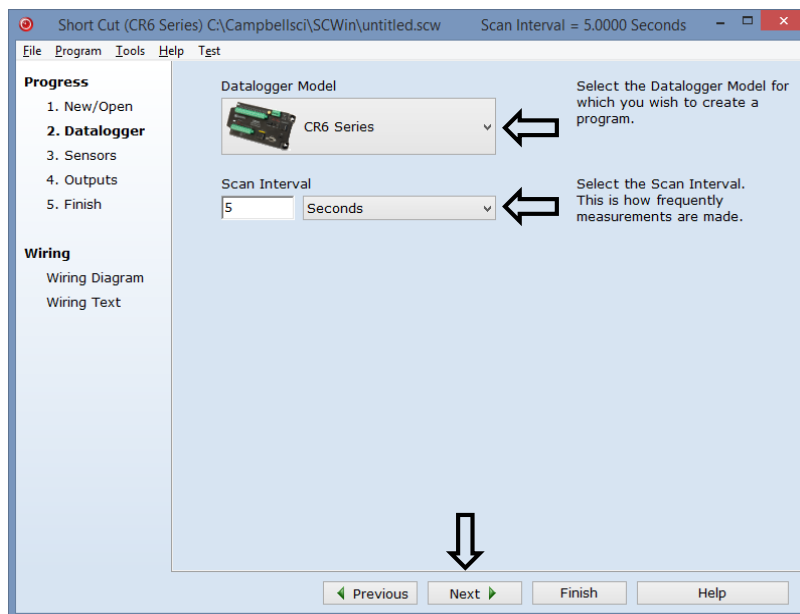 Short Cut (CR6 Series) C:\Campbellsci\SCWin\untitled.scw Scan Interval = 5.0000 Seconds
File Program Tools Help Test
Progress
1. New/Open
2. Datalogger
3. Sensors
4. Outputs
5. Finish
Wiring
Wiring Diagram
Wiring Text
Datalogger Model
CR6 Series
Select the Datalogger Model for
which you wish to create a
program.
Scan Interval
5 Seconds
Select the Scan Interval.
This is how frequently
measurements are made.
Previous Next Finish Help